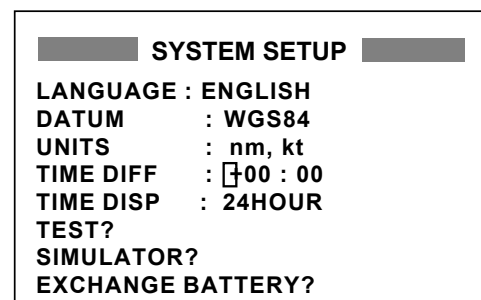 SYSTEM SETUP
LANGUAGE : ENGLISH
DATUM : WGS84
UNITS : nm, kt
TIME DIFF : +00 : 00
TIME DISP : 24HOUR
TEST?
SIMULATOR?
EXCHANGE BATTERY?